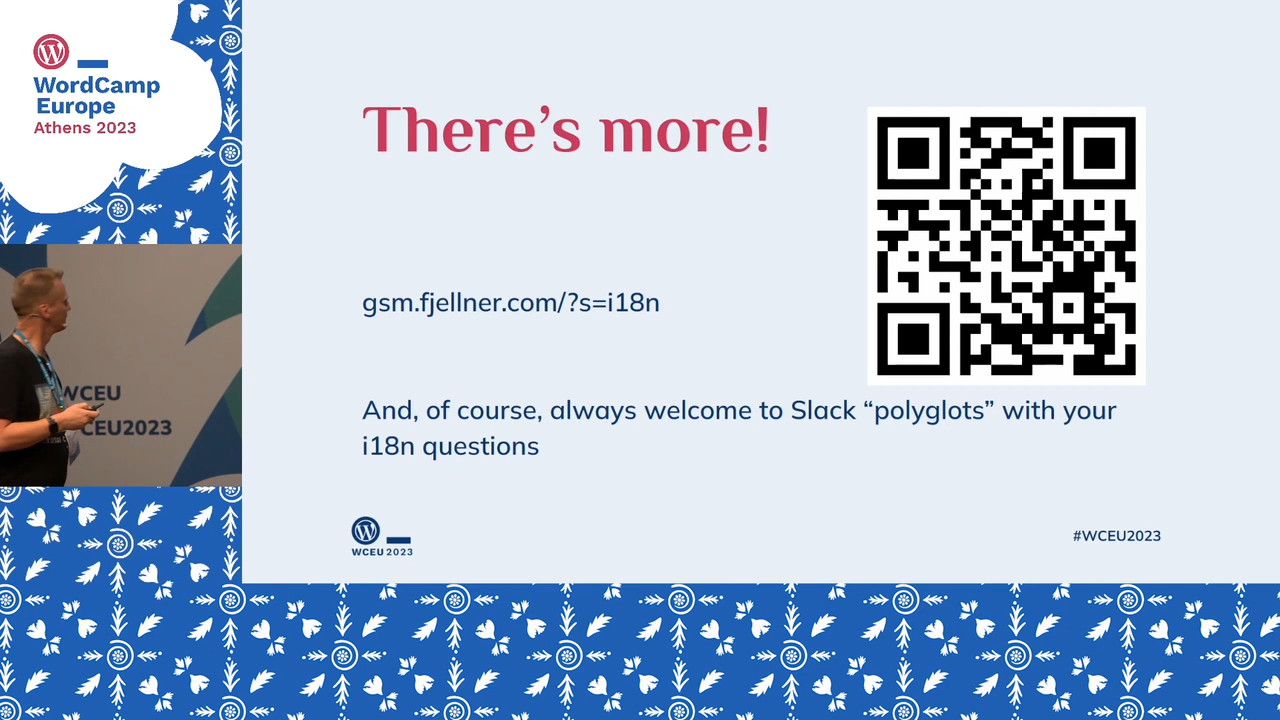 WordCamp
Europe
Athens 2023
There’s more!
gsm.fjellner.com/?s=i18n
And, of course, always welcome to Slack “polyglots” with your
i18n questions
WCEU 2023
#WCEU2023
WCEU
CEU2023